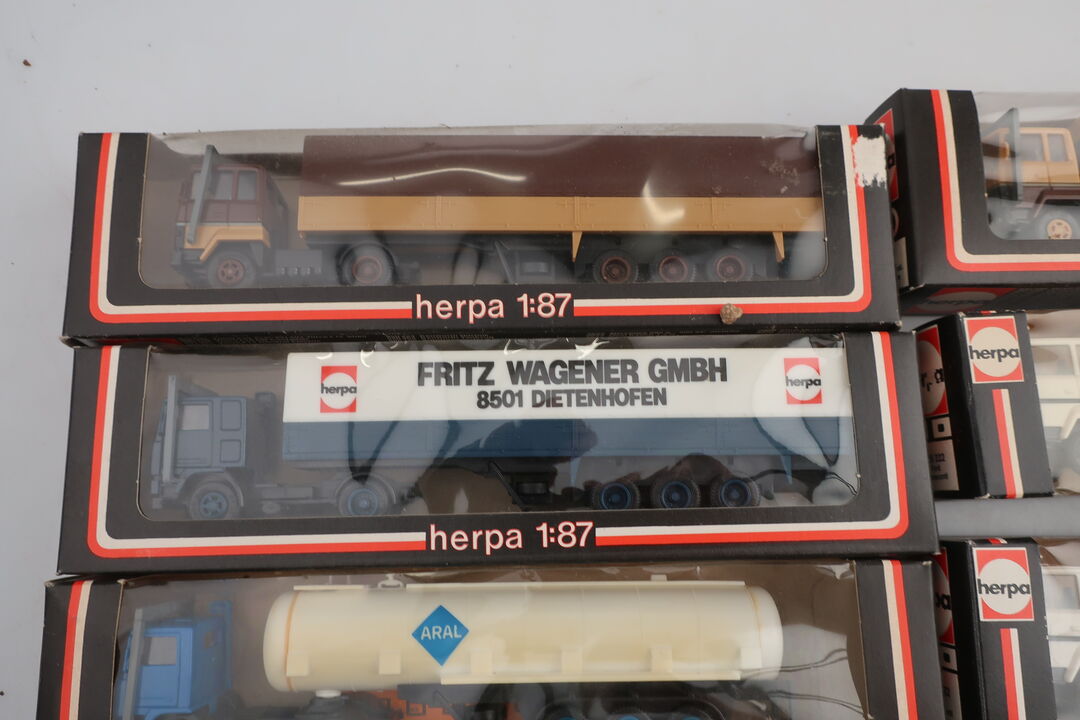 herpa 1:87
herpa
FRITZ WAGENER GMBH
8501 DIETENHOFEN
herpa
herpa 1:87
ARAL
herpa
herpa